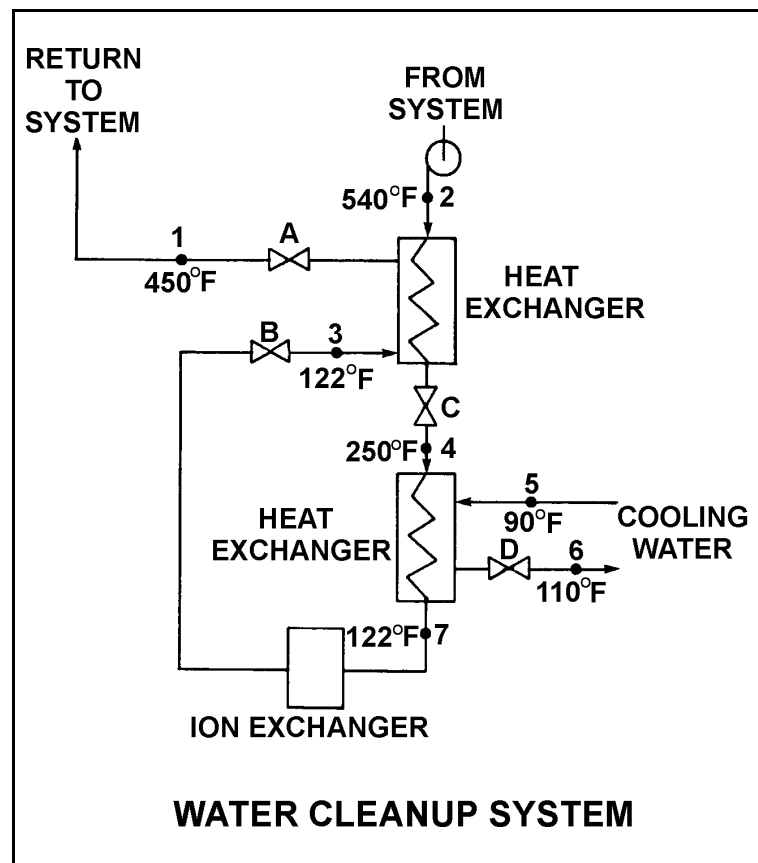 RETURN
TO
SYSTEM
FROM
SYSTEM
540°F 2
1
A
450°F
HEAT
EXCHANGER
B
3
122°F
C
250°F 4
HEAT
EXCHANGER
5
90°F
COOLING
WATER
D
6
110°F
122°F 7
ION EXCHANGER
WATER CLEANUP SYSTEM